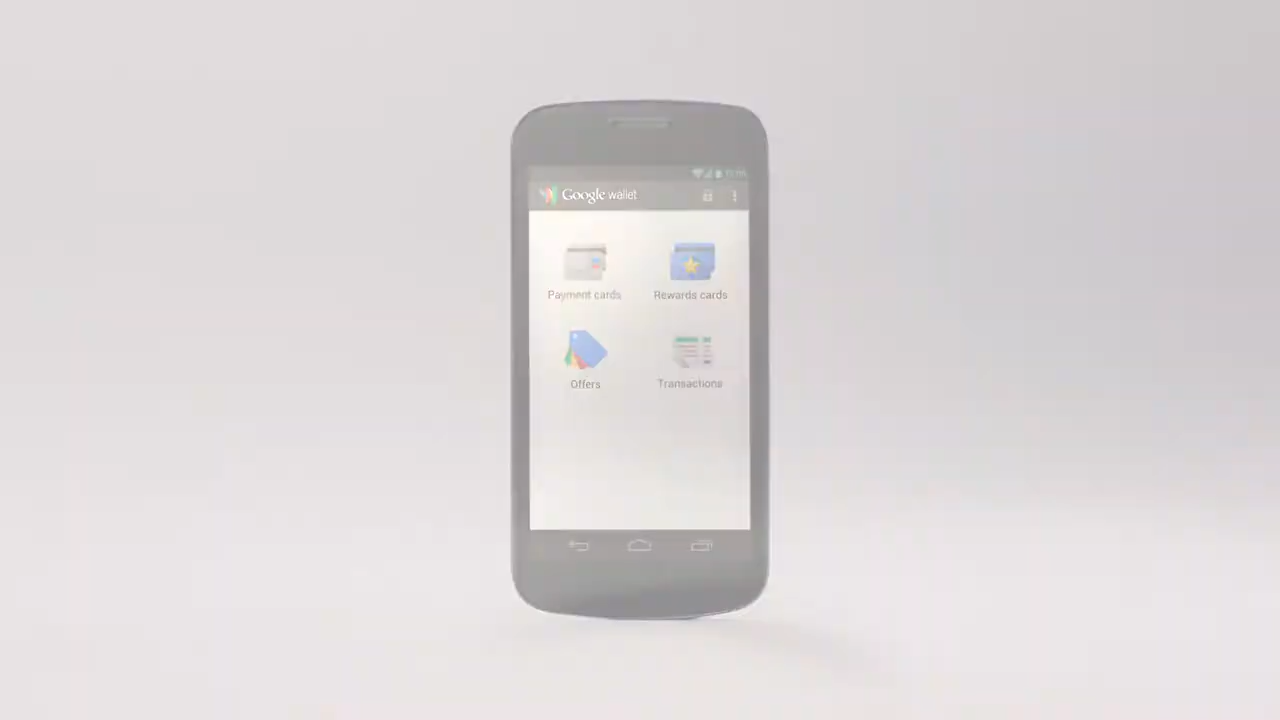 Google wallet
Payment cards
Rewards cards
Offers
Transactions